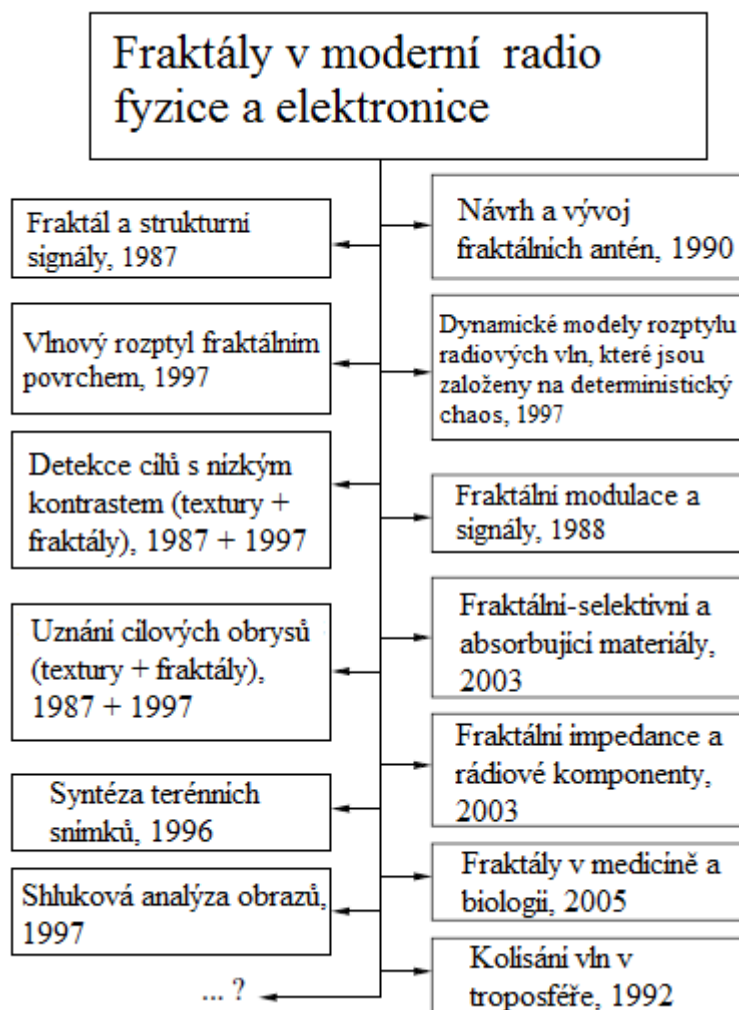 Fraktály v moderní radio
fyzice a elektronice
Fraktál a strukturní
signály, 1987
Vlnový rozptyl fraktálním
povrchem, 1997
Detekce cílů s nízkým
kontrastem (textury +
fraktály), 1987 + 1997
Uznání cílových obrysů
(textury + fraktály),
1987 + 1997
Syntéza terénních
snímků, 1996
Shluková analýza obrazů,
1997
... ?
Návrh a vývoj
fraktálních antén, 1990
Dynamické modely rozptylu
radiových vln, které jsou
založeny na deterministický
chaos, 1997
Fraktální modulace a
signály, 1988
Fraktální-selektivní a
absorbující materiály,
2003
Fraktální impedance a
rádiové komponenty,
2003
Fraktály v medicíně a
biologii, 2005
Kolísání vln v
troposféře, 1992